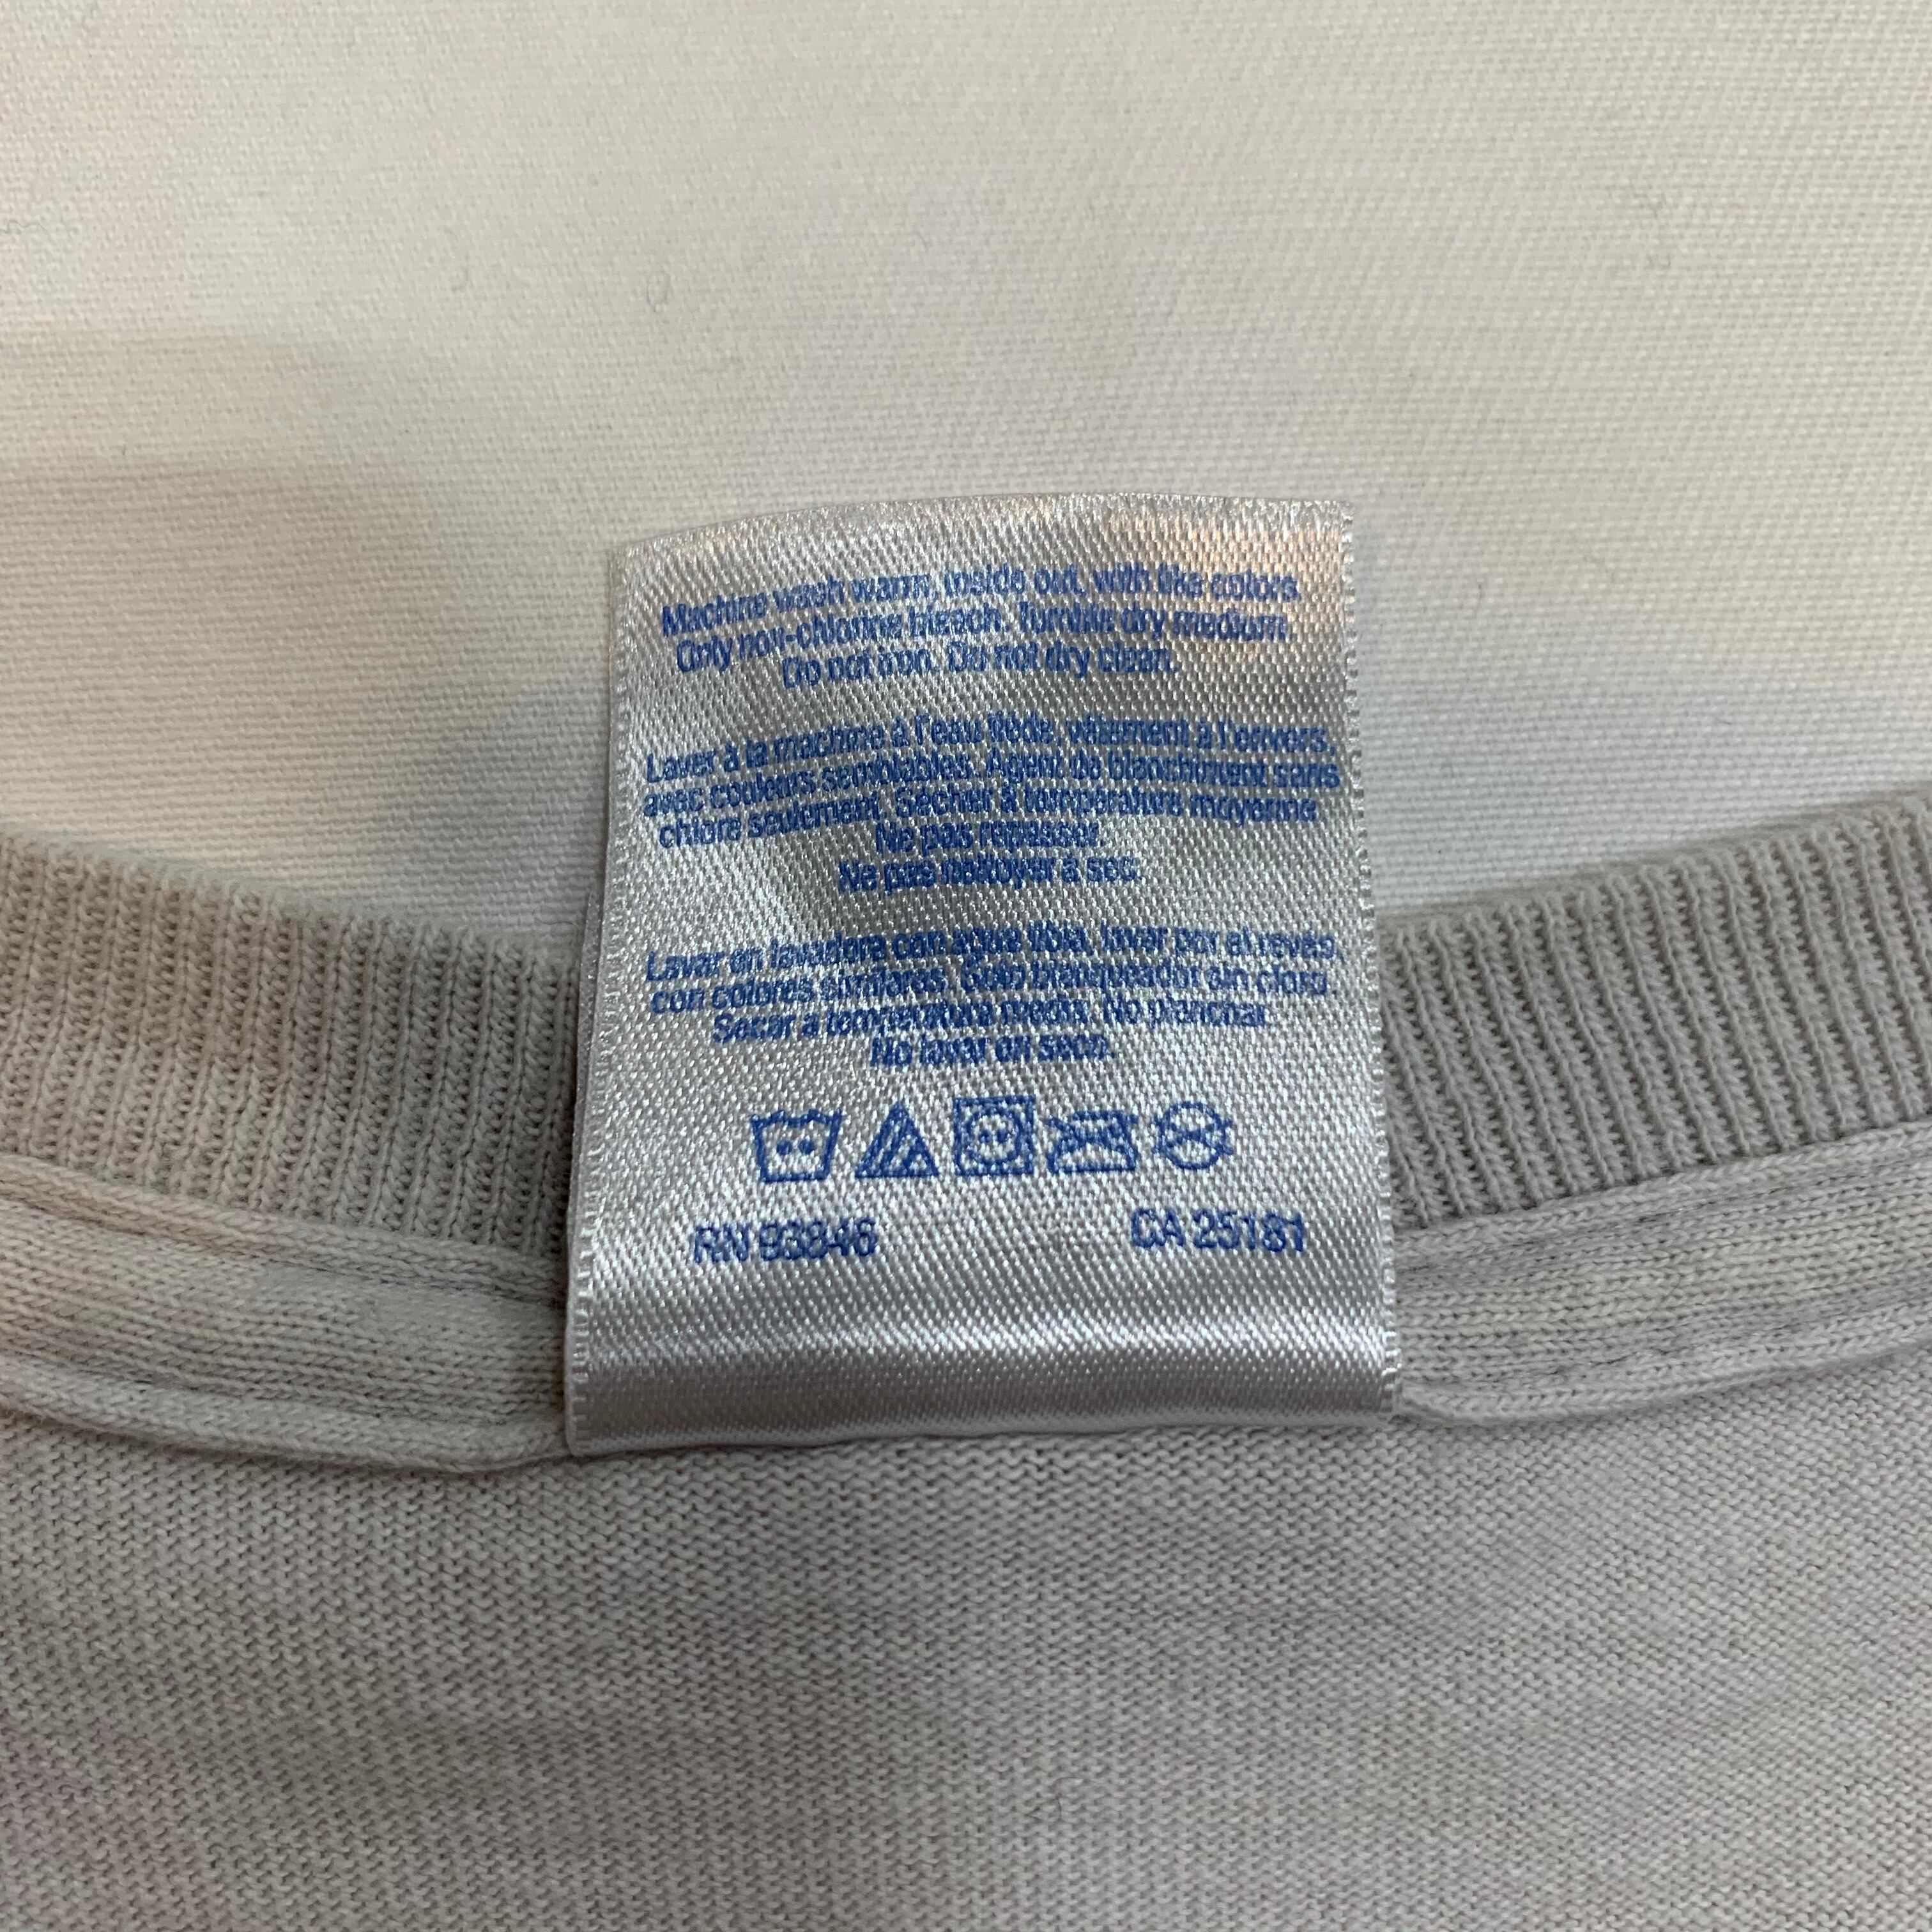 Machine wash warm, inside out, with like colors.
Only non-chlorine bleach. Tumble dry medium.
Do not iron. Do not dry clean.
Laver à la machine à l'eau tiède, vêtement à l'envers,
avec couleurs semblables. Agent de blanchiment sans
chlore seulement. Sécher à température moyenne.
Ne pas repasser.
Ne pas nettoyer à sec.
Lavar en lavadora con agua tibia, lavar por el reves
con colores similares. Solo blanqueador sin cloro.
Secar a temperatura media. No planchar.
No lavar en seco.
RN 93846 CA 25181